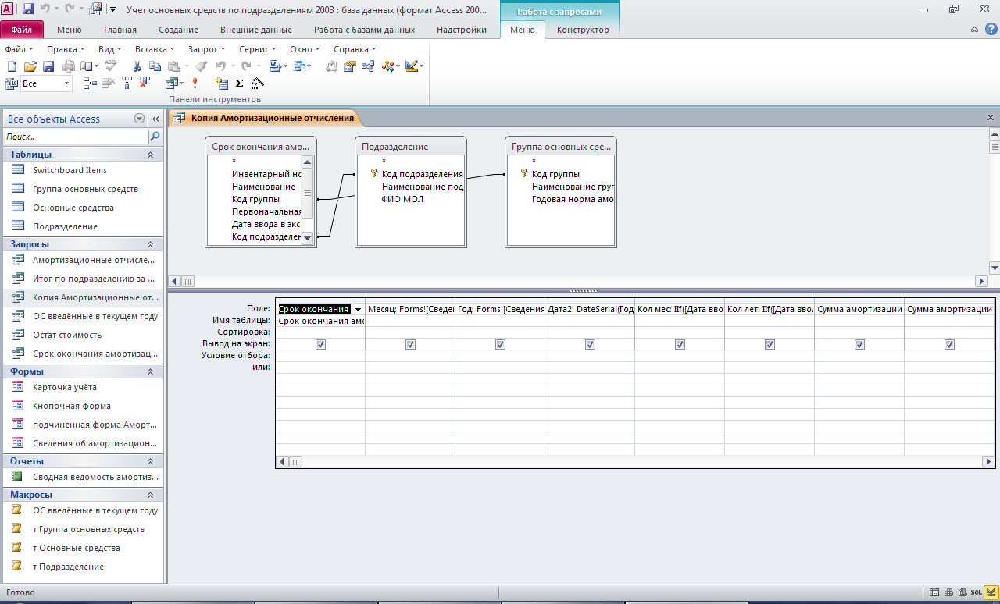 Учет основных средств по подразделениям 2003 : база данных (формат Access 200...
Работа с запросами
Файл
Меню
Главная
Создание
Внешние данные
Работа с базами данных
Надстройки
Меню
Конструктор
Файл Правка Вид Вставка Запрос Сервис Окно Справка
Все
Панели инструментов
Все объекты Access
Поиск...
Таблицы
Switchboard Items
Группа основных средств
Основные средства
Подразделение
Запросы
Амортизационные отчисле...
Итог по подразделению за ...
Копия Амортизационные от...
ОС введённые в текущем году
Остат стоимость
Срок окончания амортизац...
Формы
Карточка учёта
Кнопочная форма
подчиненная форма Аморт...
Сведения об амортизацион...
Отчеты
Сводная ведомость амортиз...
Макросы
ОС введённые в текущем году
т Группа основных средств
т Основные средства
т Подразделение
Копия Амортизационные отчисления
Срок окончания амо...
*
Инвентарный но
Наименование
Код группы
Первоначальная
Дата ввода в экс
Код подразделен
Подразделение
*
Код подразделения
Наименование под
ФИО МОЛ
Группа основных сре...
*
Код группы
Наименование груп
Годовая норма амо
Поле: Срок окончания Месяц: Forms![Сведен Год: Forms![Сведения Дата2: DateSerial(Год Кол мес: IIf([Дата вво Кол лет: IIf([Дата вво Сумма амортизации Сумма амортизации
Имя таблицы: Срок окончания амо
Сортировка:
Вывод на экран:
Условие отбора:
или:
Готово
SQL